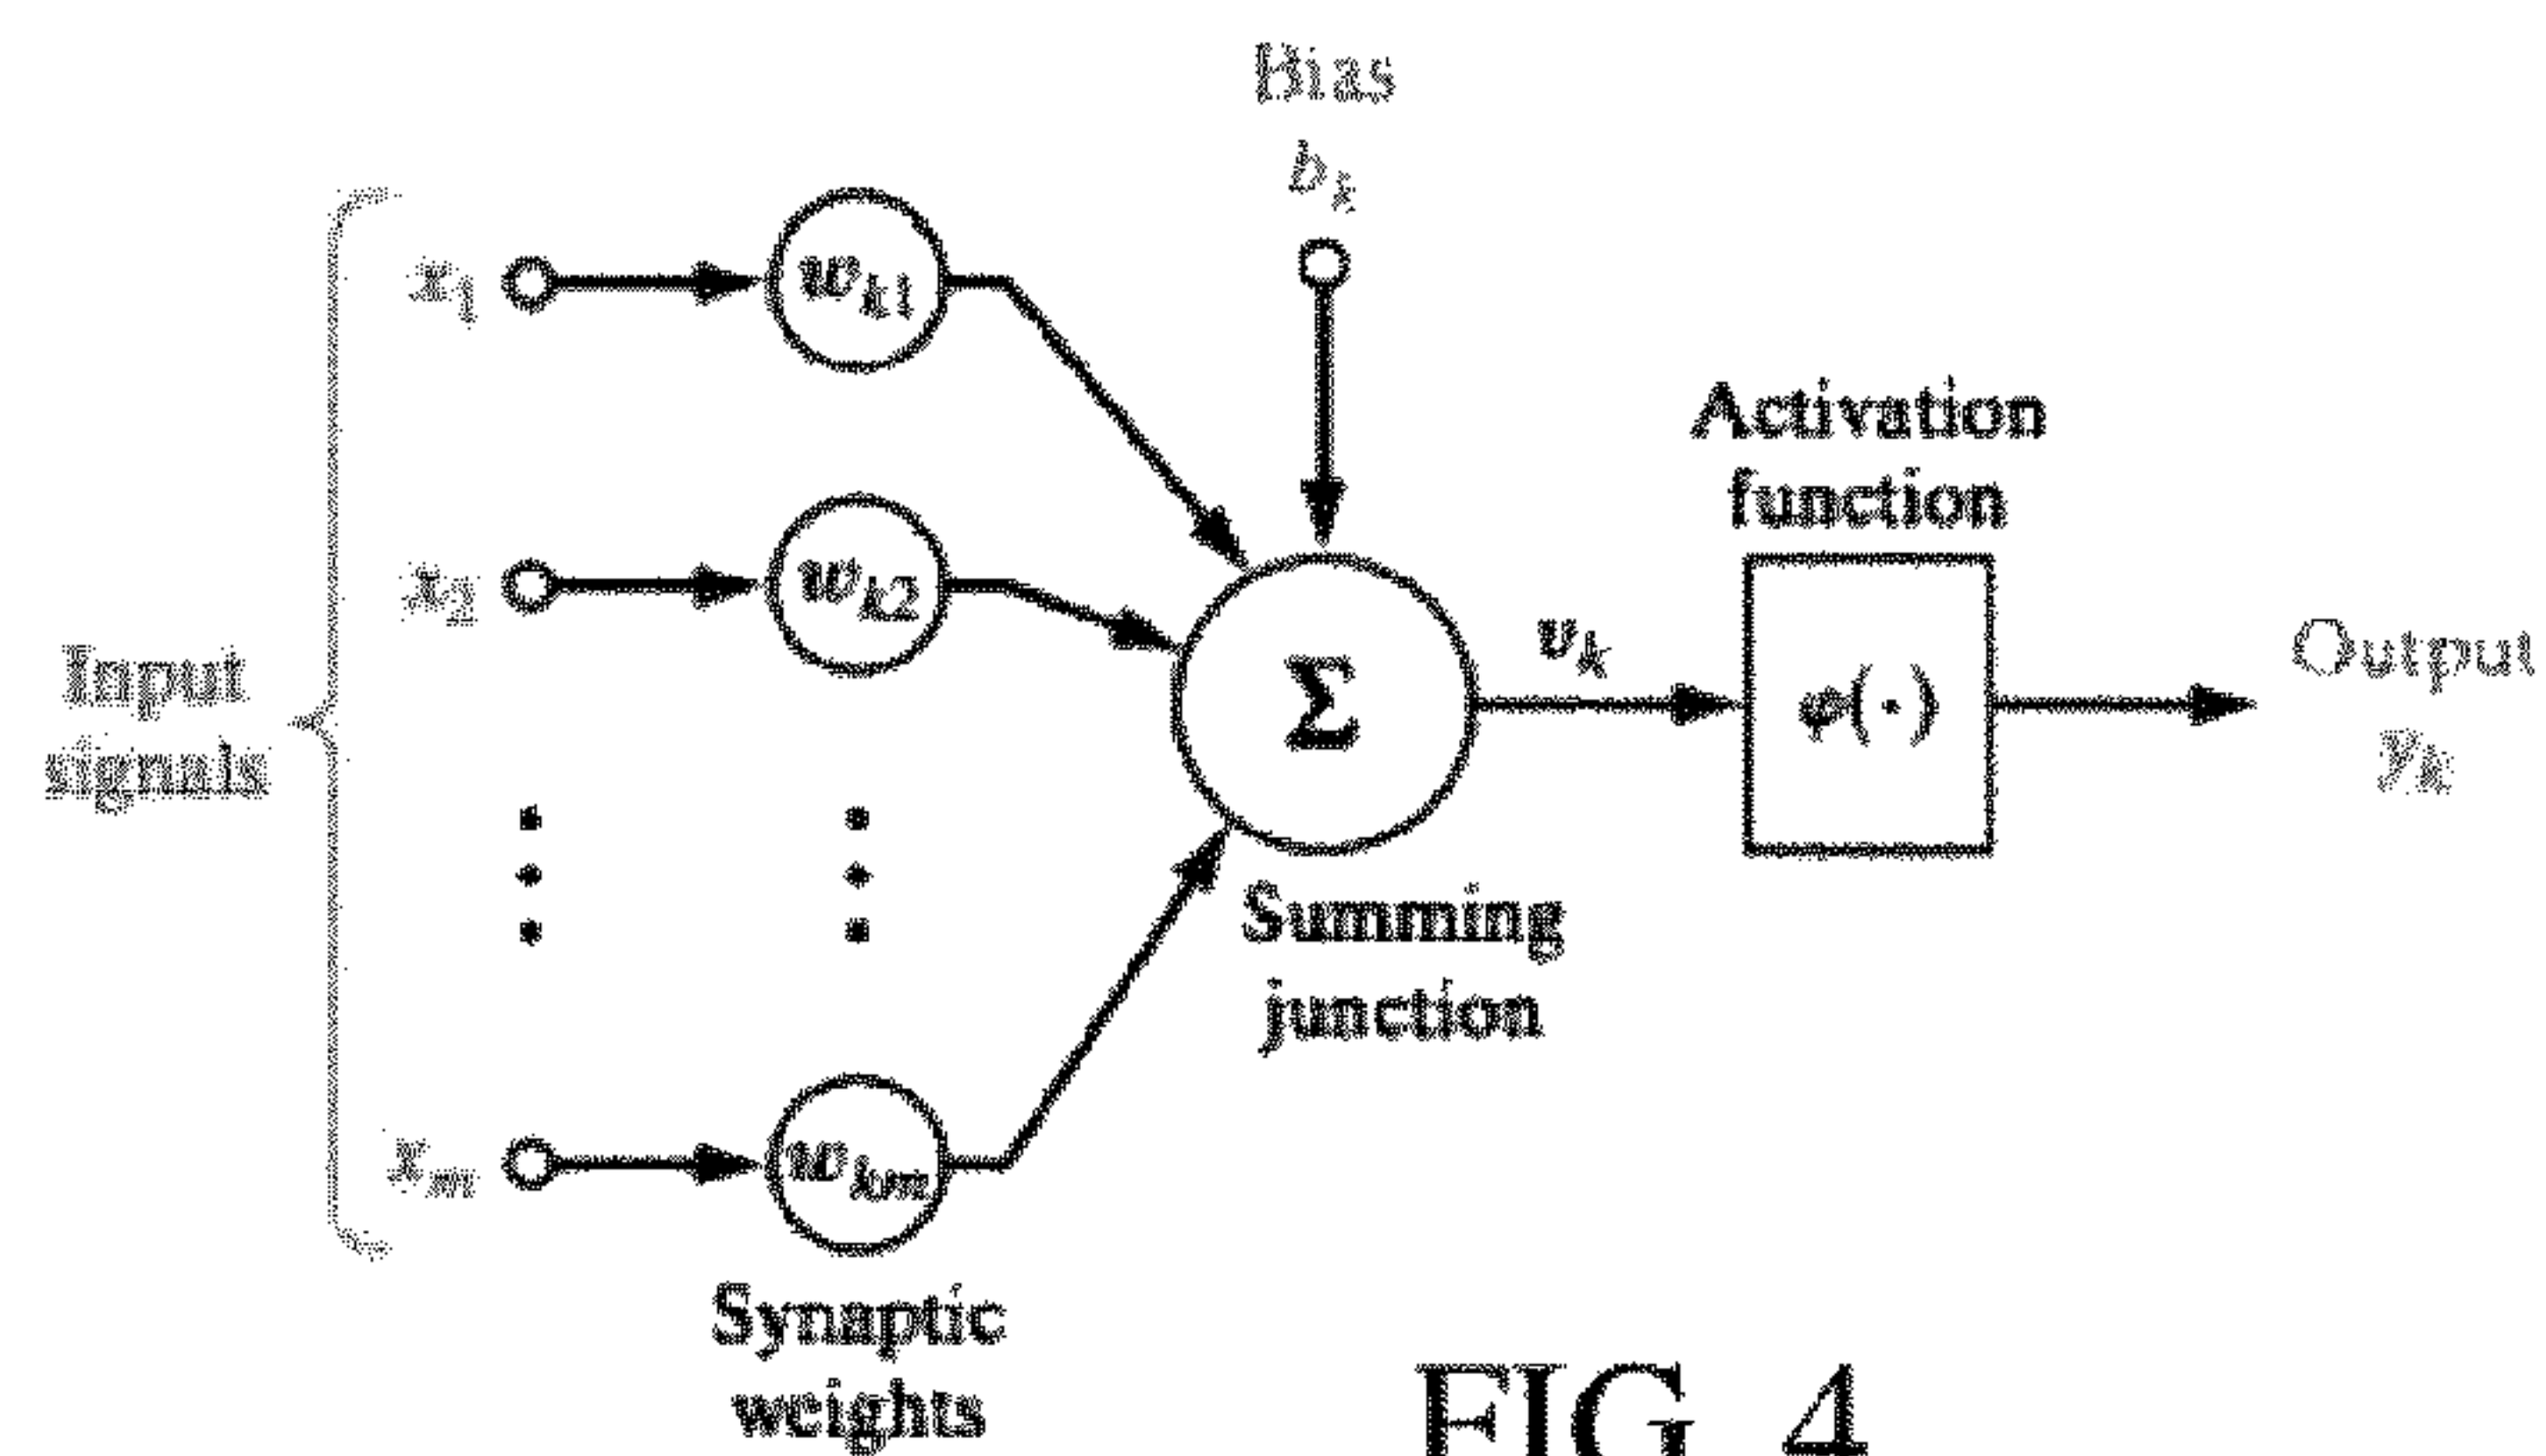 Bias
b_k
x_1
w_k1
Activation
function
x_2
w_k2
Input
signals
Σ
v_k
φ(·)
Output
y_k
Summing
junction
x_m
w_km
Synaptic
weights
FIG. 4